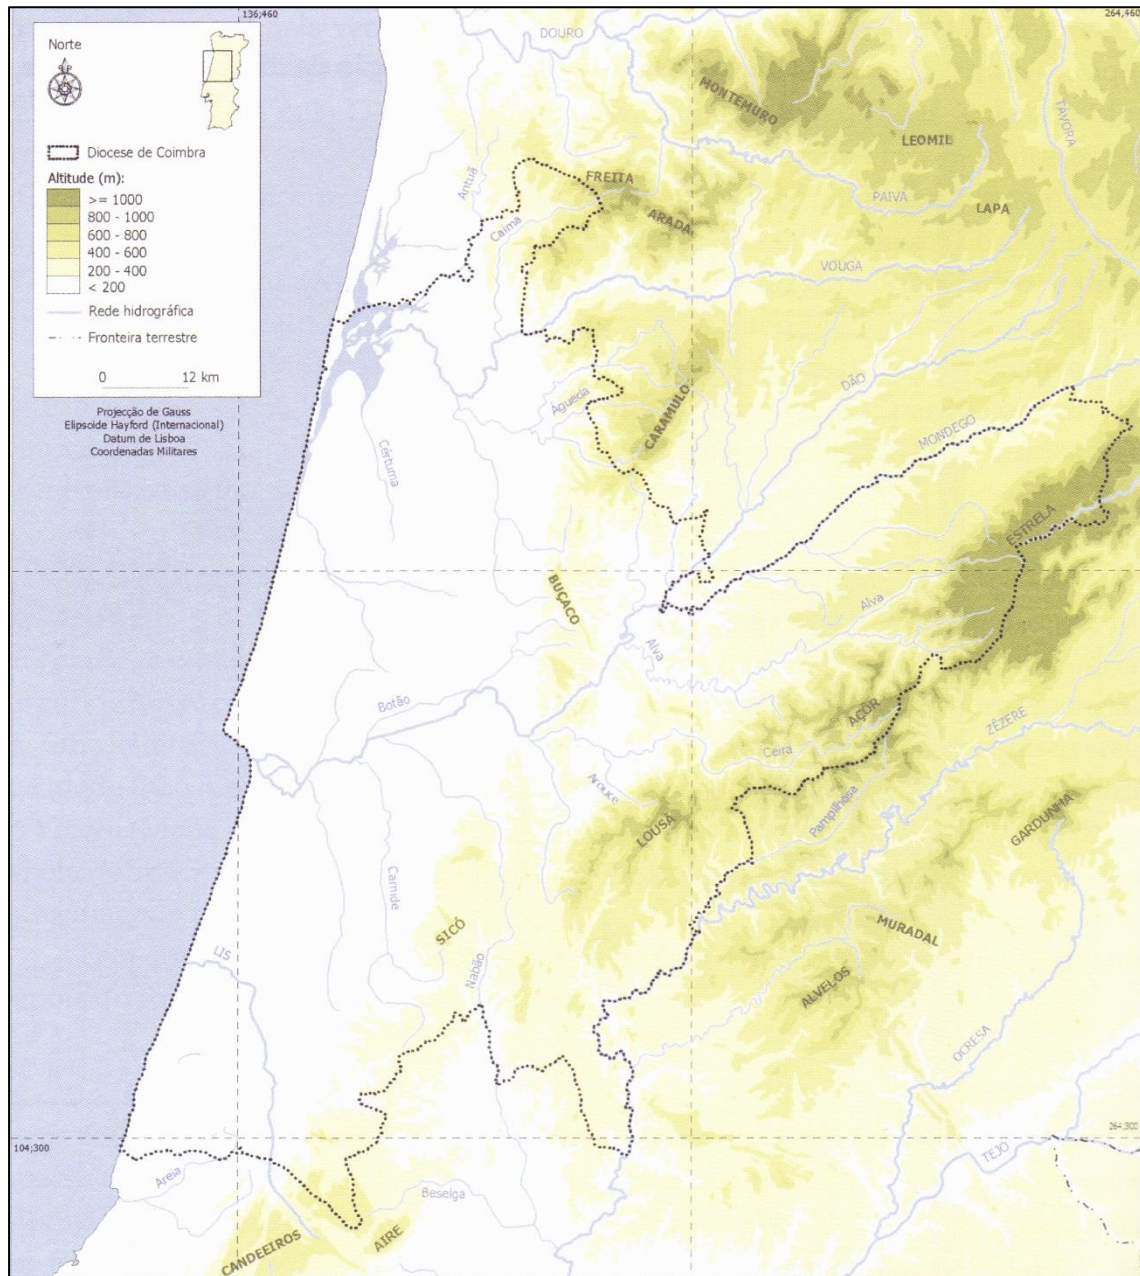 136;460
264,460
Norte
Diocese de Coimbra
Altitude (m):
>= 1000
800 - 1000
600 - 800
400 - 600
200 - 400
< 200
Rede hidrográfica
Fronteira terrestre
0 12 km
Projecção de Gauss
Elipsoide Hayford (Internacional)
Datum de Lisboa
Coordenadas Militares
DOURO
MONTEMURO
TÁVORA
LEOMIL
Antuã
FREITA
PAIVA
LAPA
ARADA
Caima
VOUGA
Águeda
CARAMULO
DÃO
MONDEGO
Cértuma
ESTRELA
BUÇACO
Alva
Alva
Botão
AÇOR
ZÊZERE
Ceira
Arouce
Pampilhosa
GARDUNHA
LOUSÃ
Carnide
SICÓ
MURADAL
Nabão
LIS
ALVELOS
OCRESA
104;300
264,300
TEJO
Areia
Beselga
AIRE
CANDEEIROS